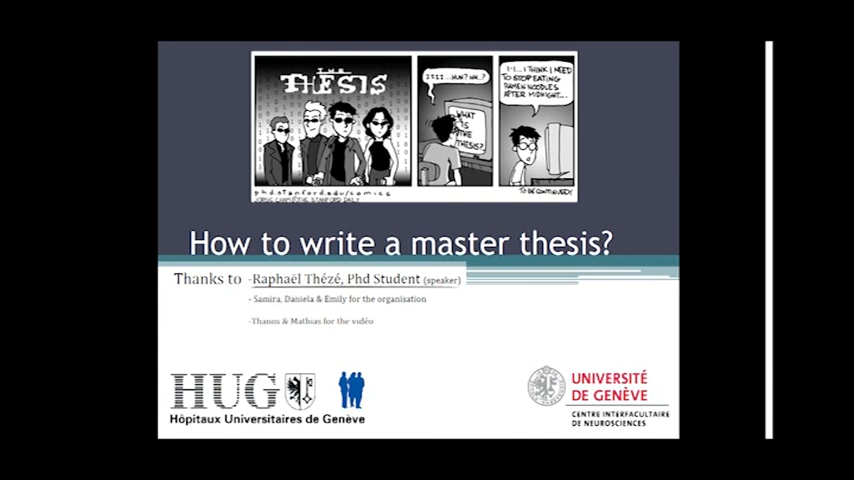 THE
THESIS
IIII...HUH? WH..?
WHAT
IS
THE
THESIS?
I-I... I THINK I NEED
TO STOP EATING
RAMEN NOODLES
AFTER MIDNIGHT...
phd.stanford.edu/comics
JORGE CHAM @THE STANFORD DAILY
TO BE CONTINUED!
How to write a master thesis?
Thanks to -Raphaël Thézé, Phd Student (speaker)
- Samira, Daniela & Emily for the organisation
-Thanos & Mathias for the vidéo
HUG
Hôpitaux Universitaires de Genève
UNIVERSITÉ
DE GENÈVE
CENTRE INTERFACULTAIRE
DE NEUROSCIENCES